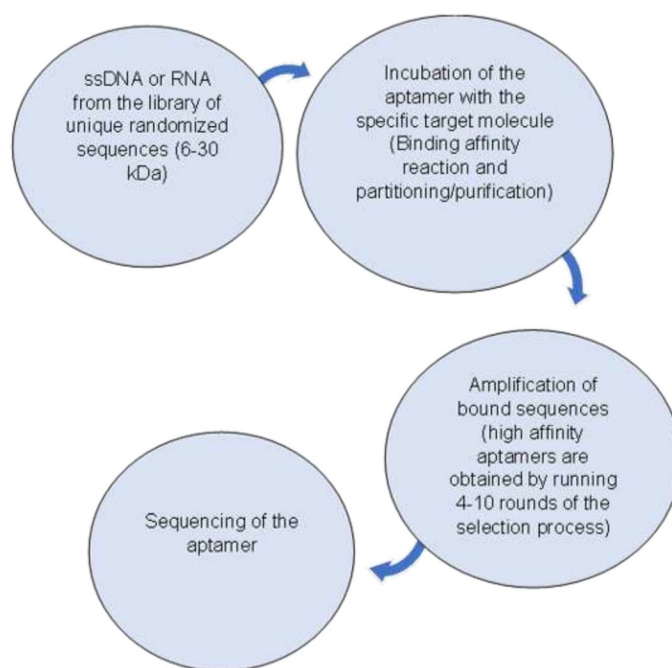 ssDNA or RNA
from the library of
unique randomized
sequences (6-30
kDa)
Incubation of the
aptamer with the
specific target molecule
(Binding affinity
reaction and
partitioning/purification)
Amplification of
bound sequences
(high affinity
aptamers are
obtained by running
4-10 rounds of the
selection process)
Sequencing of the
aptamer